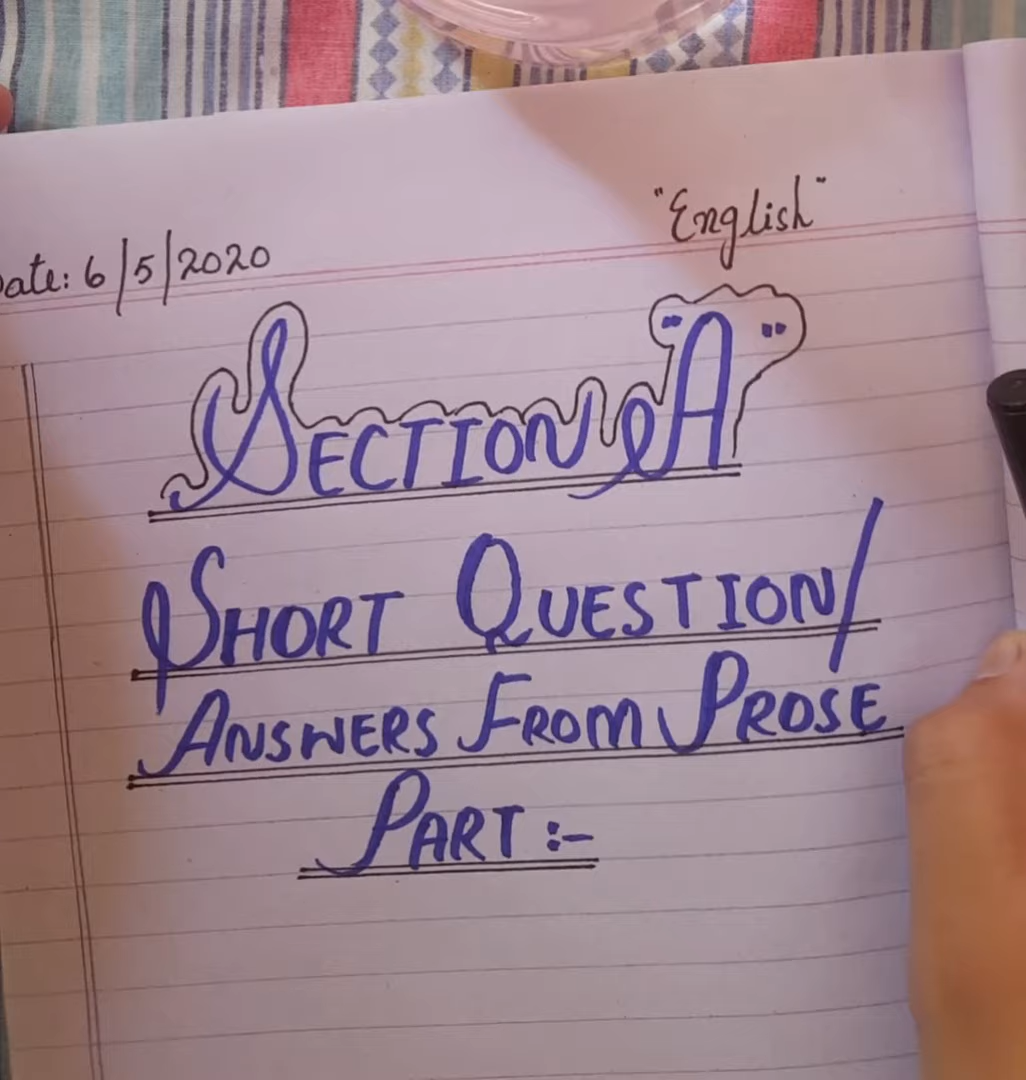 "English"
Date: 6/5/2020
SECTION A
SHORT QUESTION/
ANSWERS FROM PROSE
PART :-